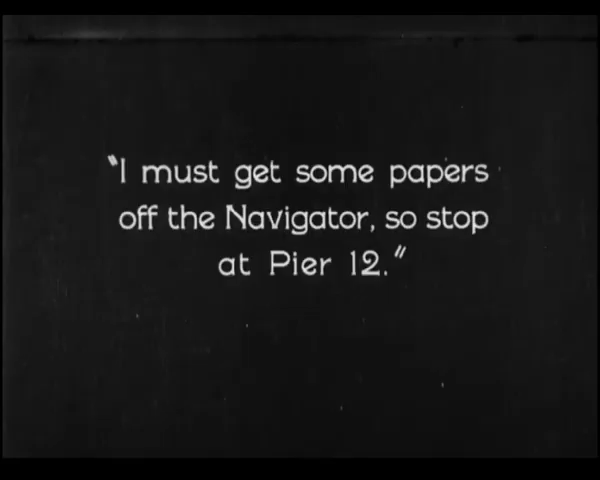 "I must get some papers
off the Navigator, so stop
at Pier 12."